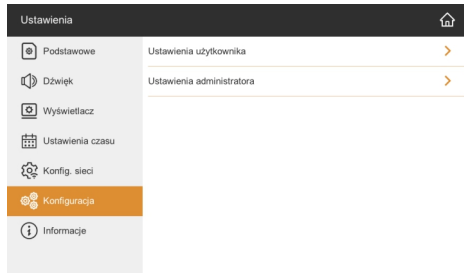 Ustawienia
Podstawowe
Dźwięk
Wyświetlacz
Ustawienia czasu
Konfig. sieci
Konfiguracja
Informacje
Ustawienia użytkownika
Ustawienia administratora